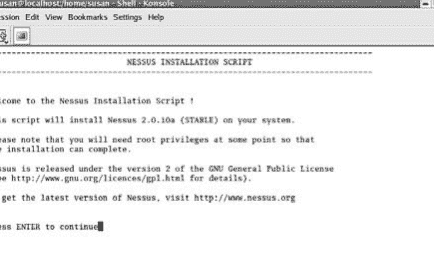 usan@localhost:/home/susan - Shell - Konsole
ssion Edit View Bookmarks Settings Help
NESSUS INSTALLATION SCRIPT
lcome to the Nessus Installation Script !
is script will install Nessus 2.0.10a (STABLE) on your system.
ease note that you will need root privileges at some point so that
e installation can complete.
ssus is released under the version 2 of the GNU General Public License
ee http://www.gnu.org/licences/gpl.html for details).
get the latest version of Nessus, visit http://www.nessus.org
ess ENTER to continue